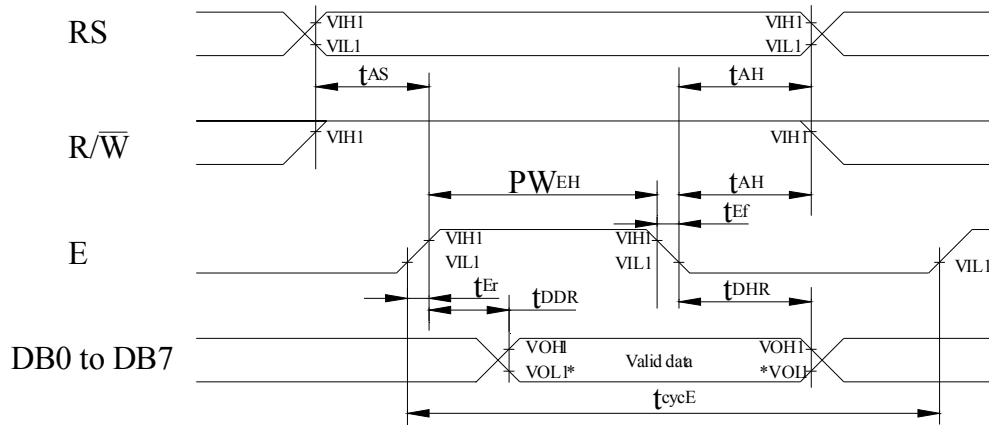 RS
VIH1
VIL1
VIH1
VIL1
tAS
tAH
R/W̅
VIH1
VIH1
PWEH
tAH
tEf
E
VIH1
VIL1
VIH1
VIL1
VIL1
tEr
tDDR
tDHR
DB0 to DB7
VOH1
VOL1*
Valid data
VOH1
*VOL1
tcycE